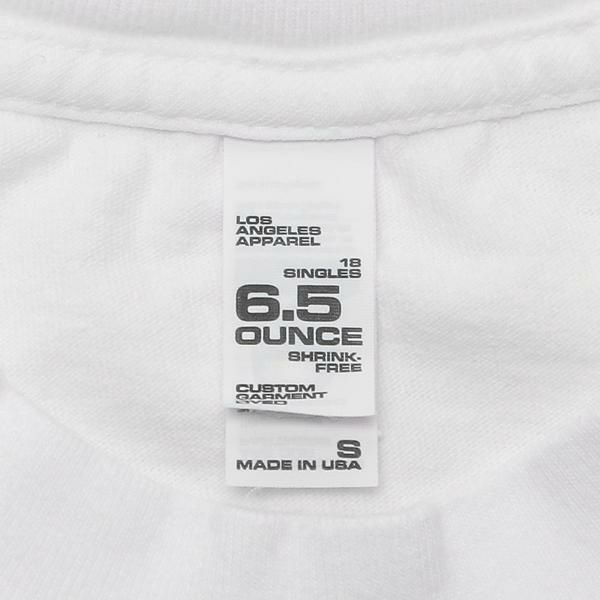 LOS
ANGELES
APPAREL
18
SINGLES
6.5
OUNCE
SHRINK-
FREE
CUSTOM
GARMENT
DYED
S
MADE IN USA